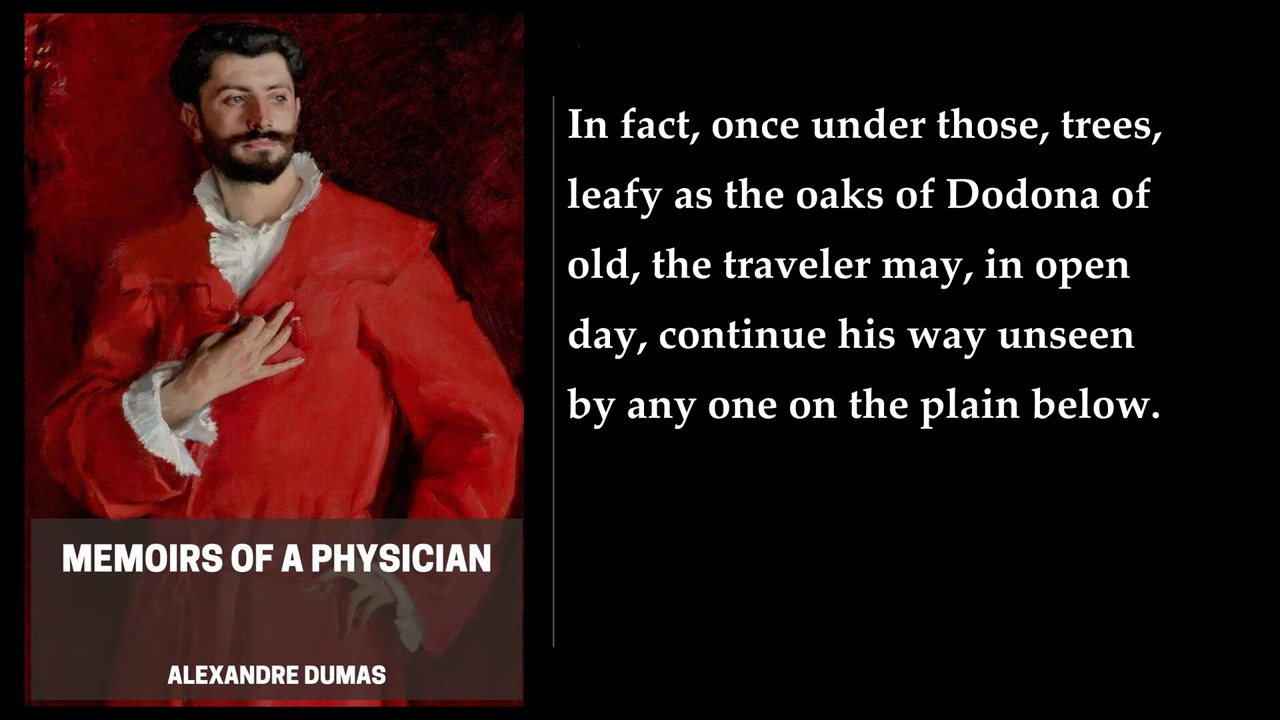 In fact, once under those, trees,
leafy as the oaks of Dodona of
old, the traveler may, in open
day, continue his way unseen
by any one on the plain below.
MEMOIRS OF A PHYSICIAN
ALEXANDRE DUMAS